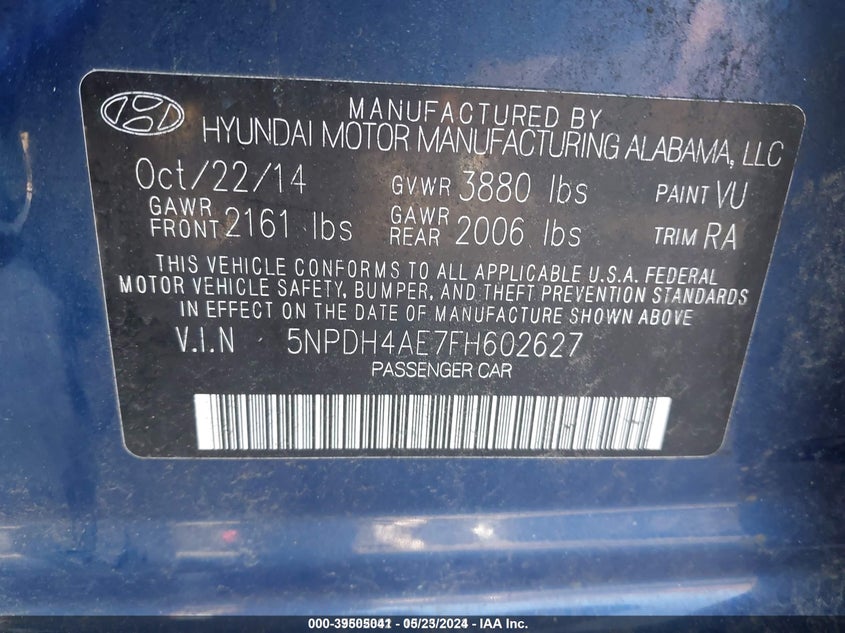 MANUFACTURED BY
HYUNDAI MOTOR MANUFACTURING ALABAMA, LLC
Oct/22/14 GVWR 3880 lbs PAINT VU
GAWR FRONT 2161 lbs GAWR REAR 2006 lbs TRIM RA
THIS VEHICLE CONFORMS TO ALL APPLICABLE U.S.A. FEDERAL
MOTOR VEHICLE SAFETY, BUMPER, AND THEFT PREVENTION STANDARDS
IN EFFECT ON THE DATE OF MANUFACTURE SHOWN ABOVE
V.I.N 5NPDH4AE7FH602627
PASSENGER CAR
- IAA Inc.